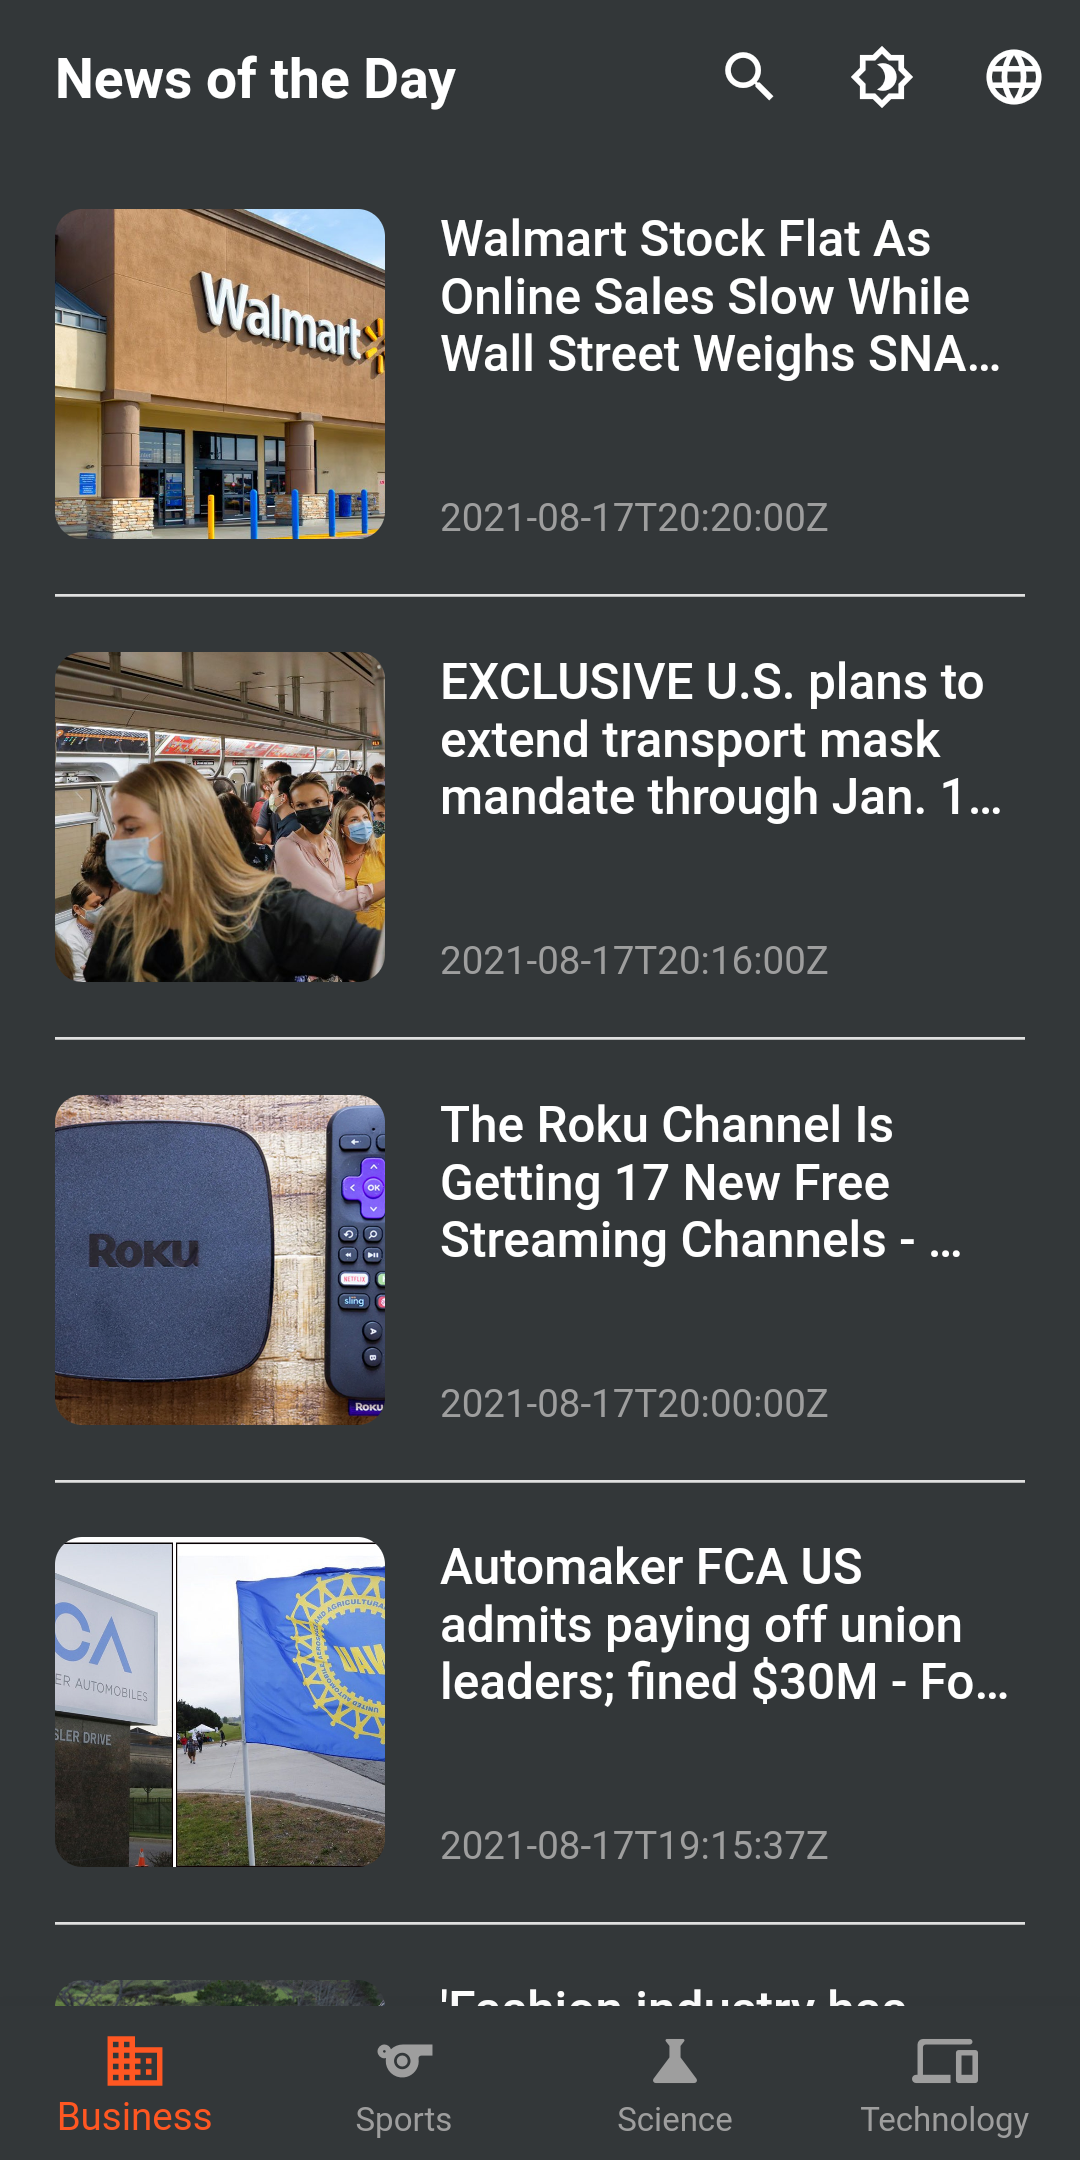 News of the Day
Walmart
Walmart Stock Flat As
Online Sales Slow While
Wall Street Weighs SNA...
2021-08-17T20:20:00Z
EXCLUSIVE U.S. plans to
extend transport mask
mandate through Jan. 1...
2021-08-17T20:16:00Z
ROKU
OK
NETFLIX
sling
A
B
Roku
The Roku Channel Is
Getting 17 New Free
Streaming Channels - ...
2021-08-17T20:00:00Z
CA
ER AUTOMOBILES
SLER DRIVE
UAW
Automaker FCA US
admits paying off union
leaders; fined $30M - Fo...
2021-08-17T19:15:37Z
'Fashion industry has
Business
Sports
Science
Technology